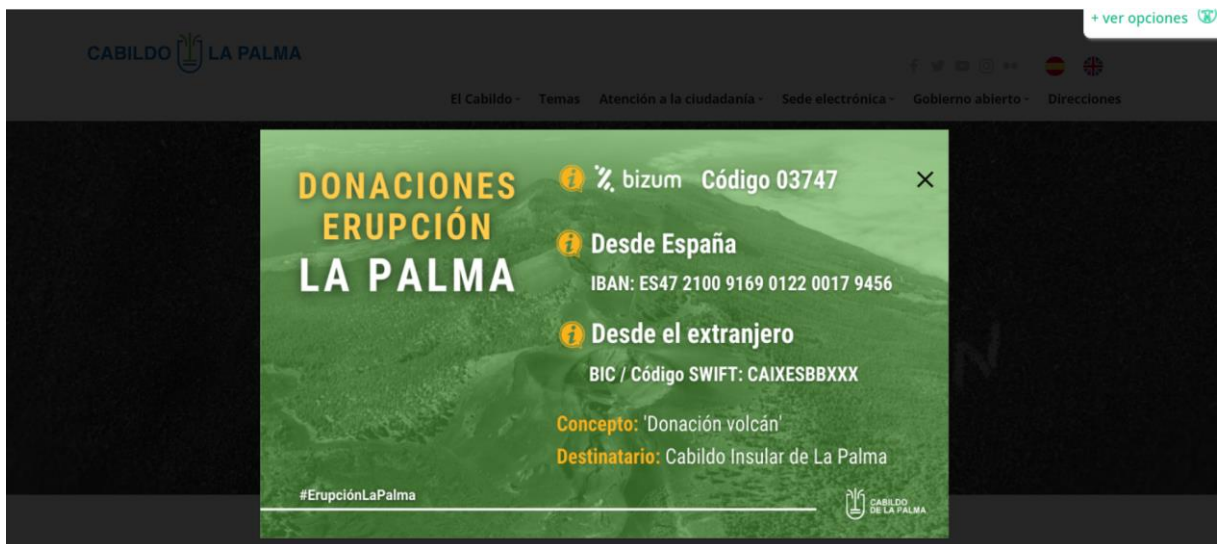 + ver opciones
CABILDO LA PALMA
El Cabildo Temas Atención a la ciudadanía Sede electrónica Gobierno abierto Direcciones
DONACIONES
ERUPCIÓN
LA PALMA
bizum Código 03747
Desde España
IBAN: ES47 2100 9169 0122 0017 9456
Desde el extranjero
BIC / Código SWIFT: CAIXESBBXXX
Concepto: 'Donación volcán'
Destinatario: Cabildo Insular de La Palma
#ErupciónLaPalma
CABILDO
DE LA PALMA